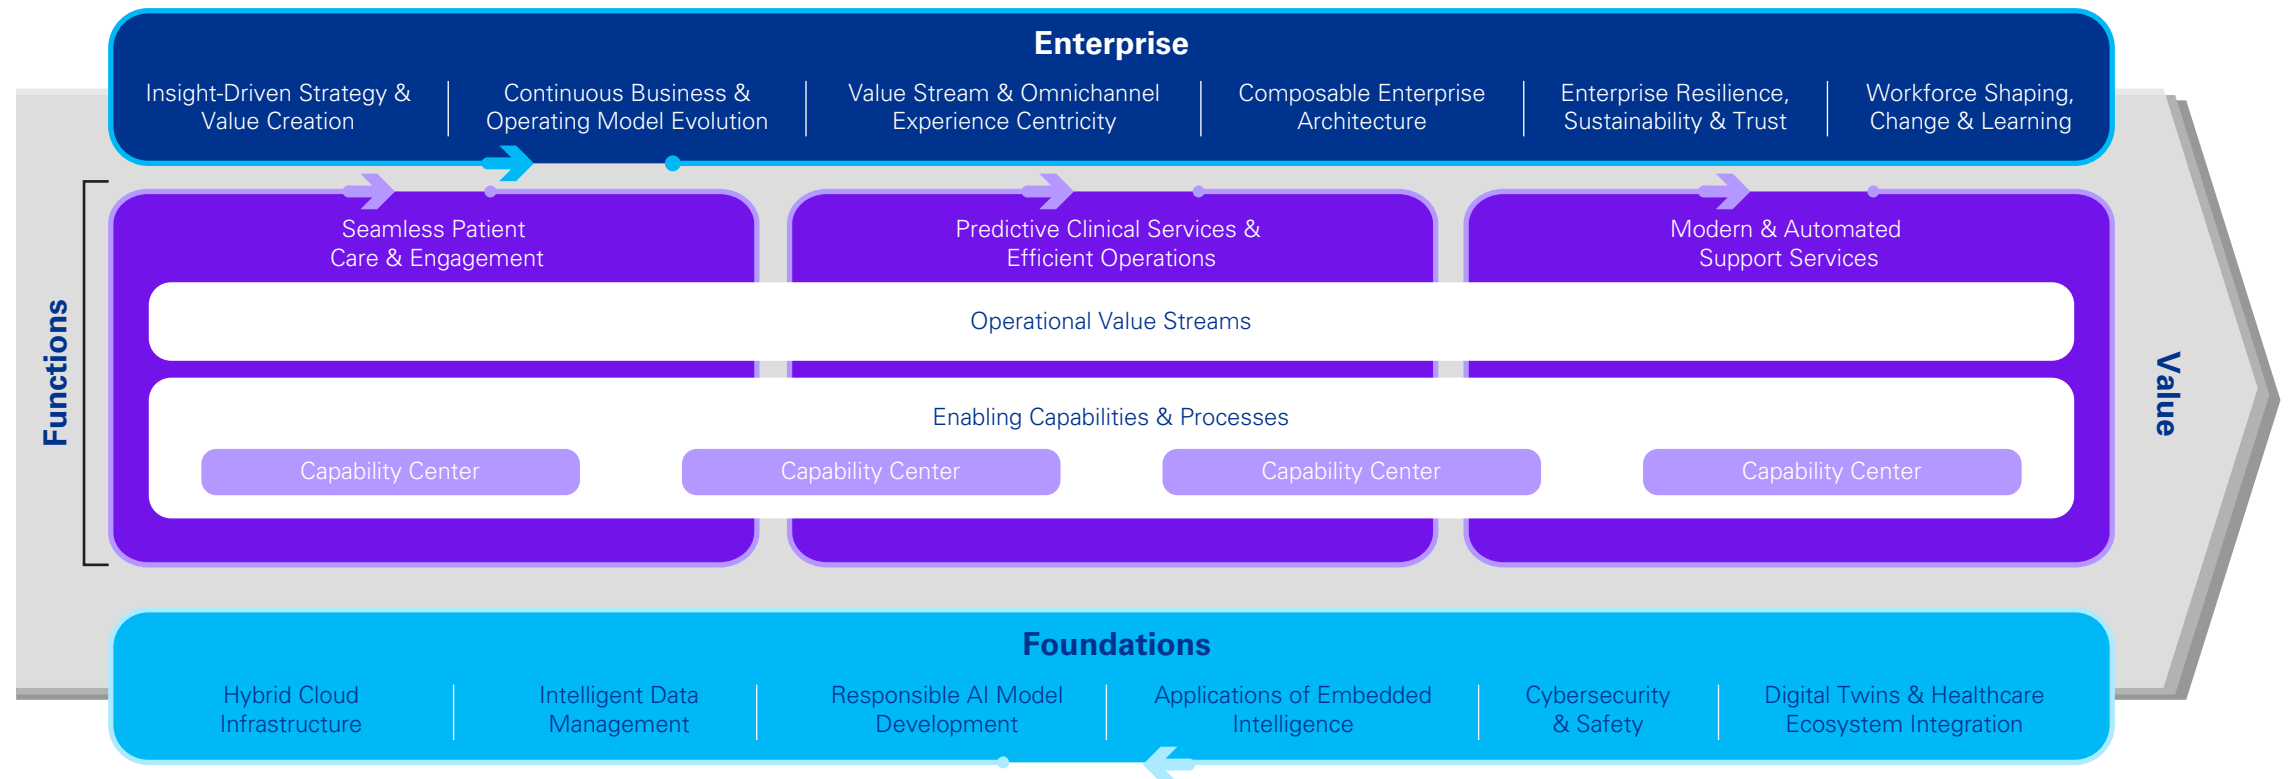 Enterprise
Insight-Driven Strategy &
Value Creation
Continuous Business &
Operating Model Evolution
Value Stream & Omnichannel
Experience Centricity
Composable Enterprise
Architecture
Enterprise Resilience,
Sustainability & Trust
Workforce Shaping,
Change & Learning
Functions
Seamless Patient
Care & Engagement
Predictive Clinical Services &
Efficient Operations
Modern & Automated
Support Services
Operational Value Streams
Enabling Capabilities & Processes
Capability Center
Capability Center
Capability Center
Capability Center
Value
Foundations
Hybrid Cloud
Infrastructure
Intelligent Data
Management
Responsible AI Model
Development
Applications of Embedded
Intelligence
Cybersecurity
& Safety
Digital Twins & Healthcare
Ecosystem Integration